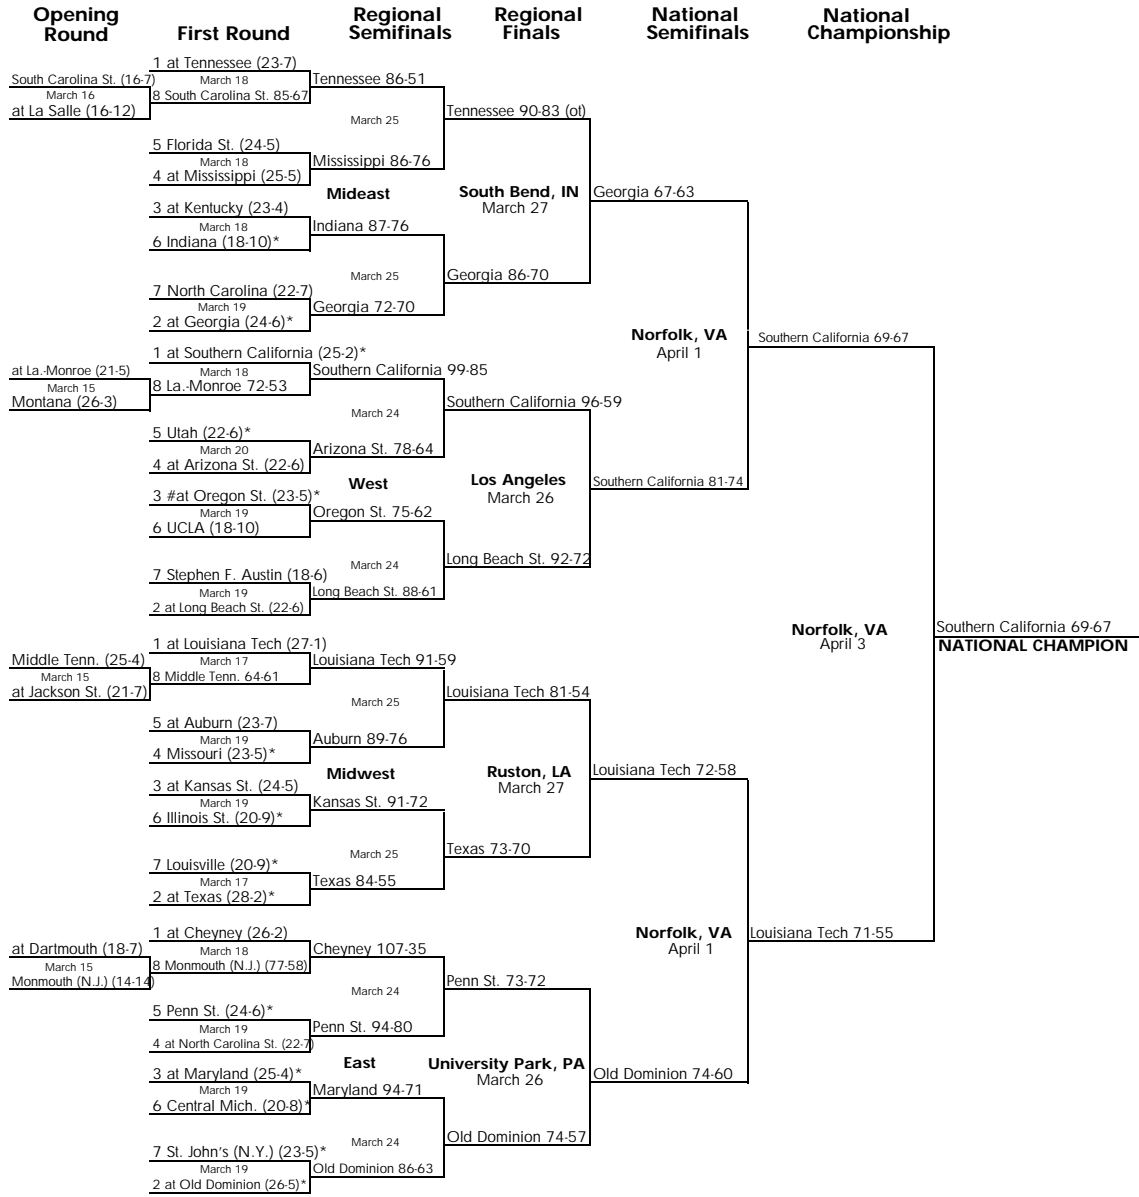 Opening
Round
First Round
Regional
Semifinals
Regional
Finals
National
Semifinals
National
Championship
1 at Tennessee (23-7)
South Carolina St. (16-7)
March 18
Tennessee 86-51
March 16
8 South Carolina St. 85-67
at La Salle (16-12)
Tennessee 90-83 (ot)
March 25
5 Florida St. (24-5)
March 18
Mississippi 86-76
4 at Mississippi (25-5)
Mideast
South Bend, IN
March 27
Georgia 67-63
3 at Kentucky (23-4)
March 18
Indiana 87-76
6 Indiana (18-10)*
March 25
Georgia 86-70
7 North Carolina (22-7)
March 19
Georgia 72-70
2 at Georgia (24-6)*
Norfolk, VA
April 1
Southern California 69-67
1 at Southern California (25-2)*
at La.-Monroe (21-5)
March 18
Southern California 99-85
March 15
8 La.-Monroe 72-53
Montana (26-3)
Southern California 96-59
March 24
5 Utah (22-6)*
March 20
Arizona St. 78-64
4 at Arizona St. (22-6)
West
Los Angeles
March 26
Southern California 81-74
3 #at Oregon St. (23-5)*
March 19
Oregon St. 75-62
6 UCLA (18-10)
March 24
Long Beach St. 92-72
7 Stephen F. Austin (18-6)
March 19
Long Beach St. 88-61
2 at Long Beach St. (22-6)
Norfolk, VA
April 3
Southern California 69-67
NATIONAL CHAMPION
1 at Louisiana Tech (27-1)
Middle Tenn. (25-4)
March 17
Louisiana Tech 91-59
March 15
8 Middle Tenn. 64-61
at Jackson St. (21-7)
Louisiana Tech 81-54
March 25
5 at Auburn (23-7)
March 19
Auburn 89-76
4 Missouri (23-5)*
Midwest
Ruston, LA
March 27
Louisiana Tech 72-58
3 at Kansas St. (24-5)
March 19
Kansas St. 91-72
6 Illinois St. (20-9)*
March 25
Texas 73-70
7 Louisville (20-9)*
March 17
Texas 84-55
2 at Texas (28-2)*
Norfolk, VA
April 1
Louisiana Tech 71-55
1 at Cheyney (26-2)
at Dartmouth (18-7)
March 18
Cheyney 107-35
March 15
8 Monmouth (N.J.) (77-58)
Monmouth (N.J.) (14-14)
Penn St. 73-72
March 24
5 Penn St. (24-6)*
March 19
Penn St. 94-80
4 at North Carolina St. (22-7)
East
University Park, PA
March 26
Old Dominion 74-60
3 at Maryland (25-4)*
March 19
Maryland 94-71
6 Central Mich. (20-8)*
March 24
Old Dominion 74-57
7 St. John's (N.Y.) (23-5)*
March 19
Old Dominion 86-63
2 at Old Dominion (26-5)*